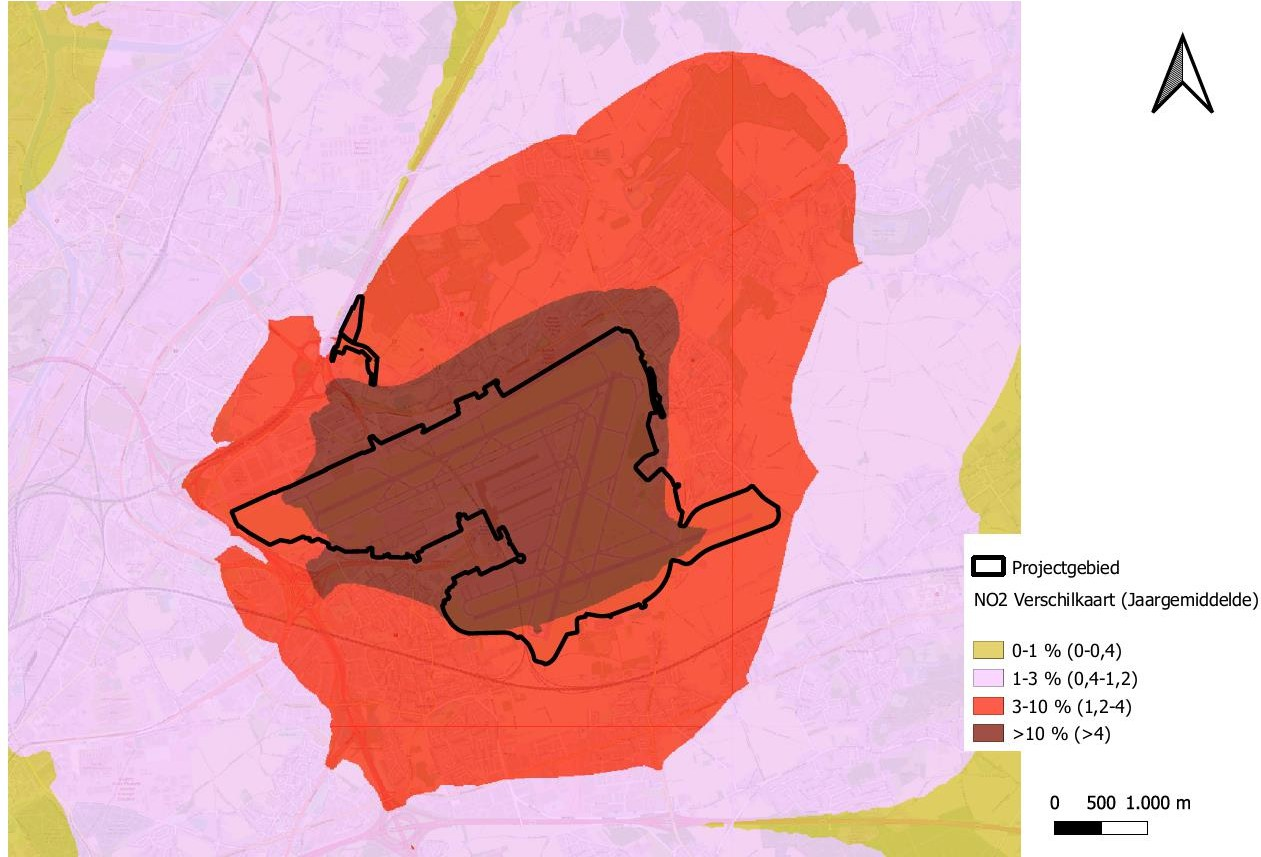 Projectgebied
NO2 Verschilkaart (Jaargemiddelde)
0-1 % (0-0,4)
1-3 % (0,4-1,2)
3-10 % (1,2-4)
>10 % (>4)
0 500 1.000 m